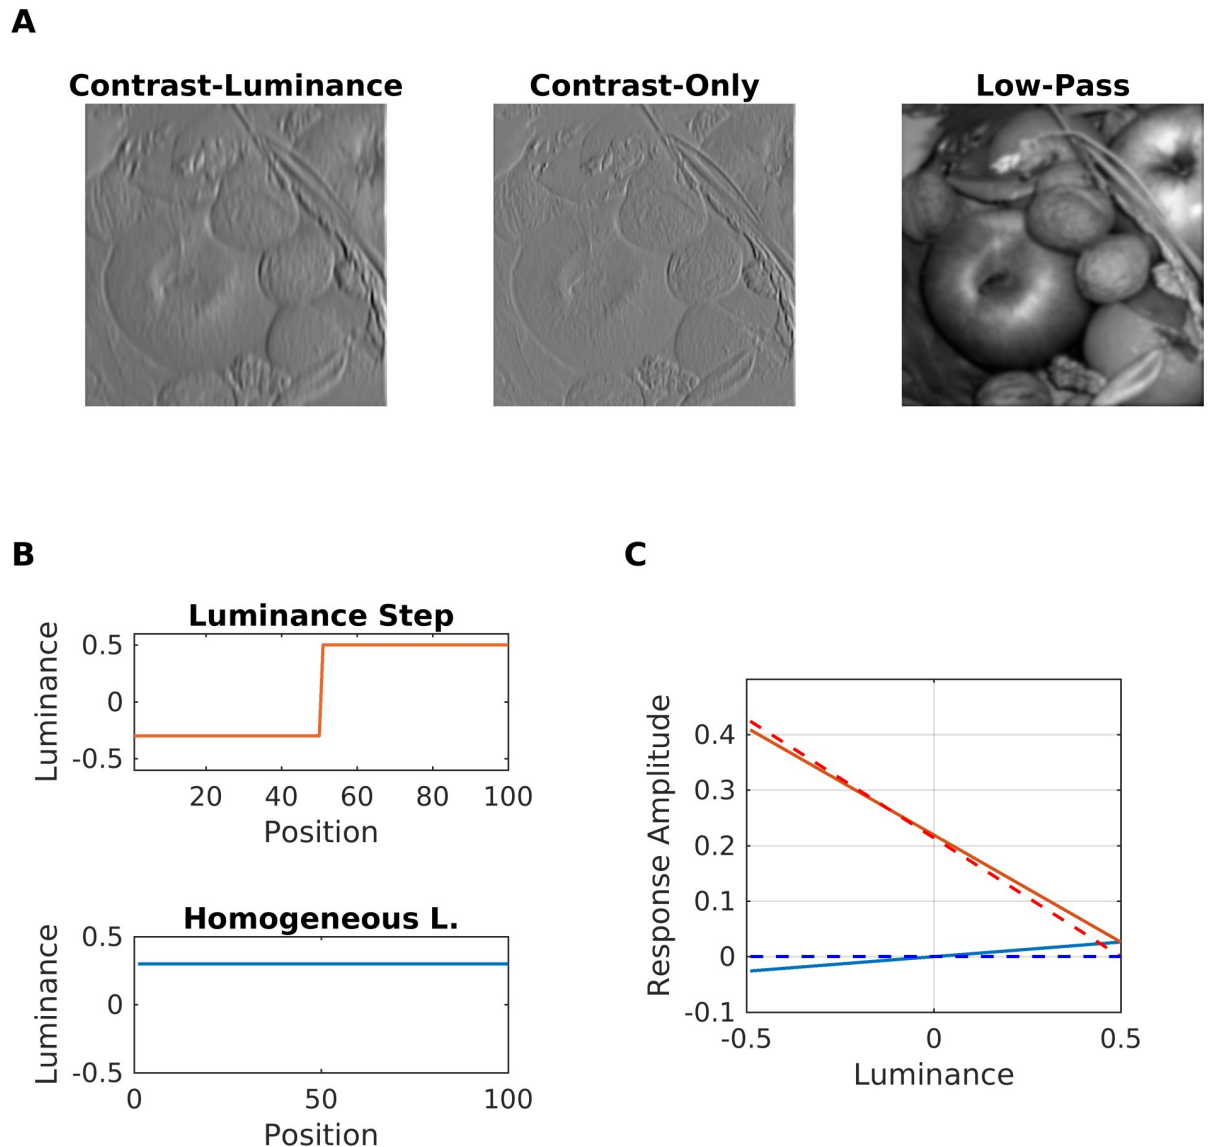 A
Contrast-Luminance Contrast-Only Low-Pass
B
Luminance Step
Luminance
0.5
0
-0.5
20 40 60 80 100
Position
Homogeneous L.
Luminance
0.5
0
-0.5
0 50 100
Position
C
Response Amplitude
0.4
0.3
0.2
0.1
0
-0.1
-0.5 0 0.5
Luminance